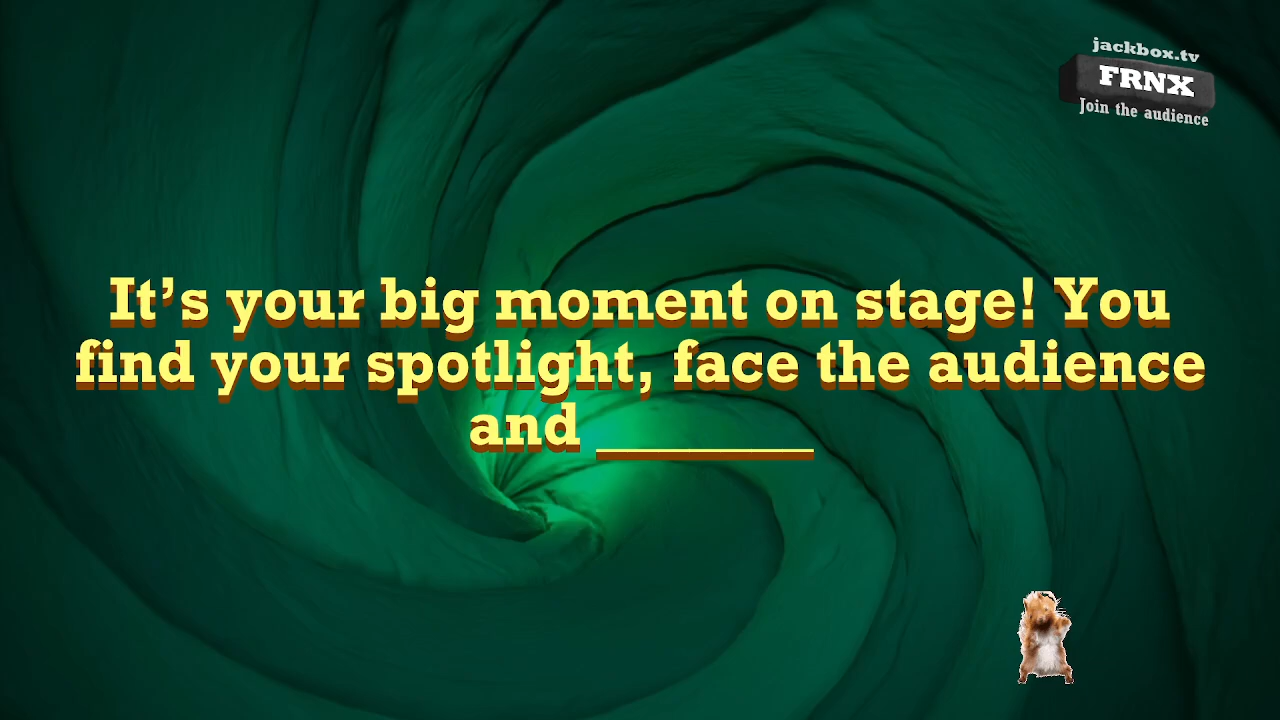 jackbox.tv
FRNX
Join the audience
It's your big moment on stage! You
find your spotlight, face the audience
and ________